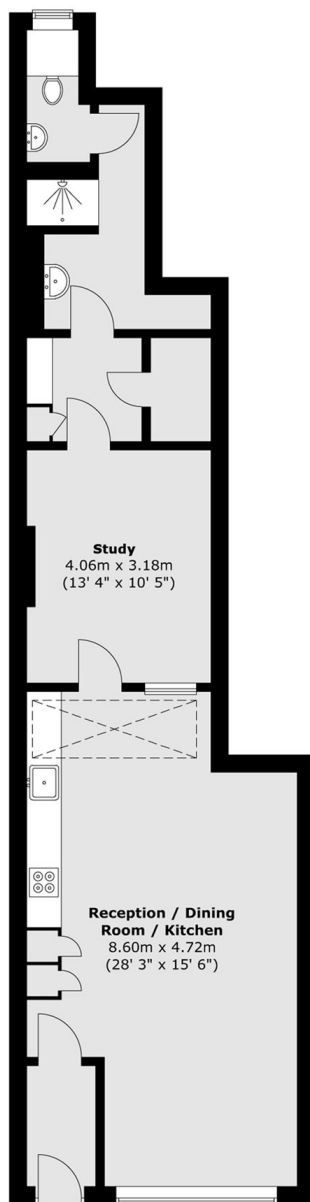 Study
4.06m x 3.18m
(13' 4" x 10' 5")
Reception / Dining
Room / Kitchen
8.60m x 4.72m
(28' 3" x 15' 6")